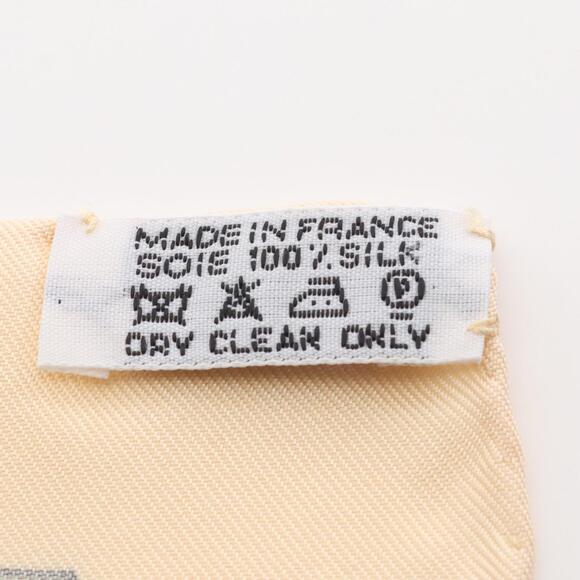 MADE IN FRANCE
SOIE 100% SILK
P
DRY CLEAN ONLY